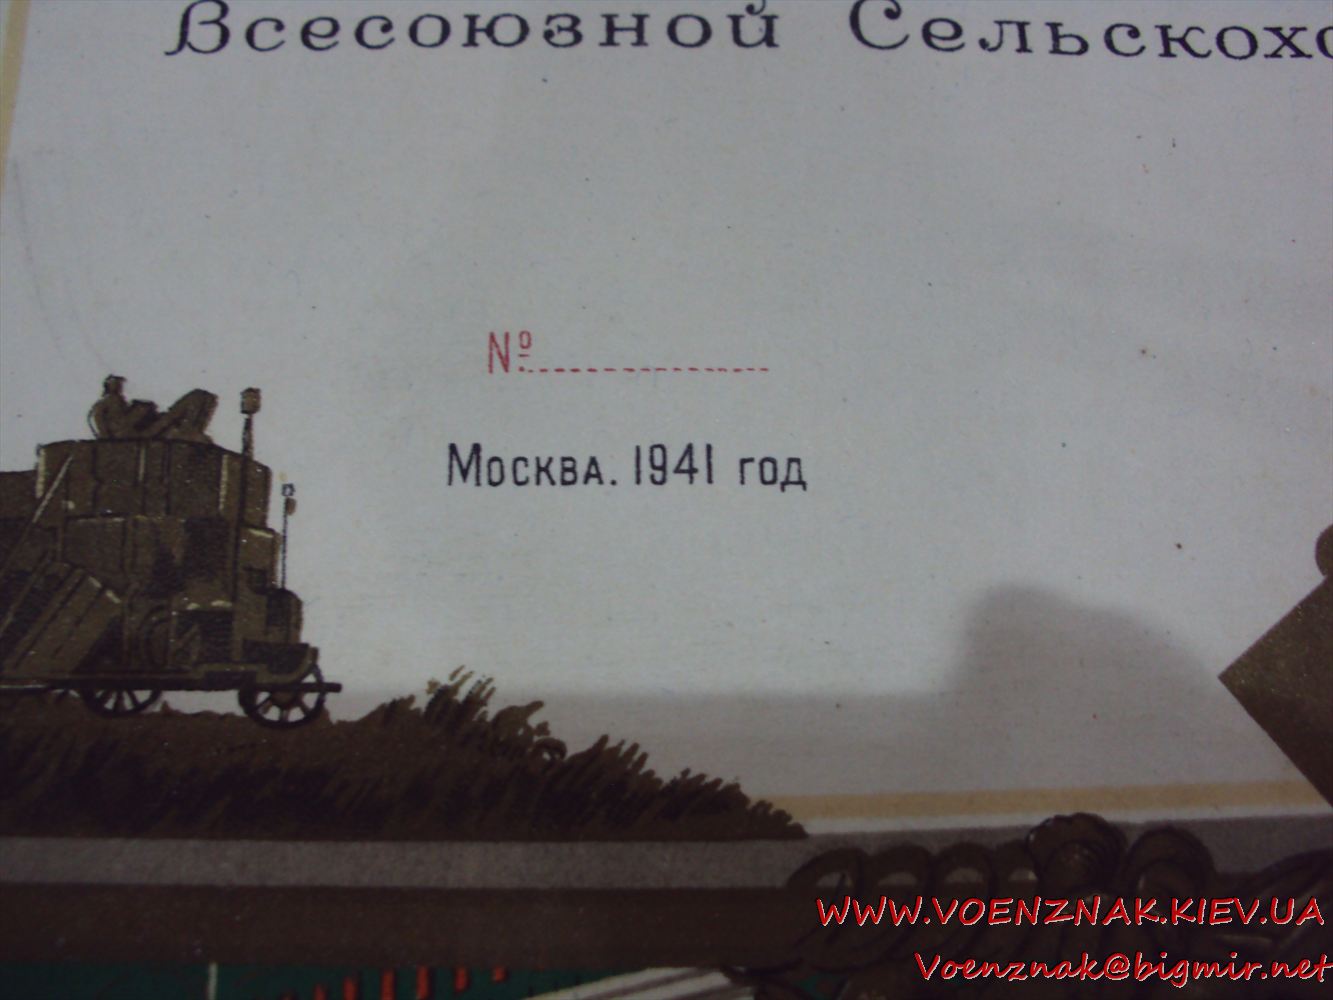 Всесоюзной Сельскохо
№
Москва. 1941 год
WWW.VOENZNAK.KIEV.UA
Voenznak@bigmir.net